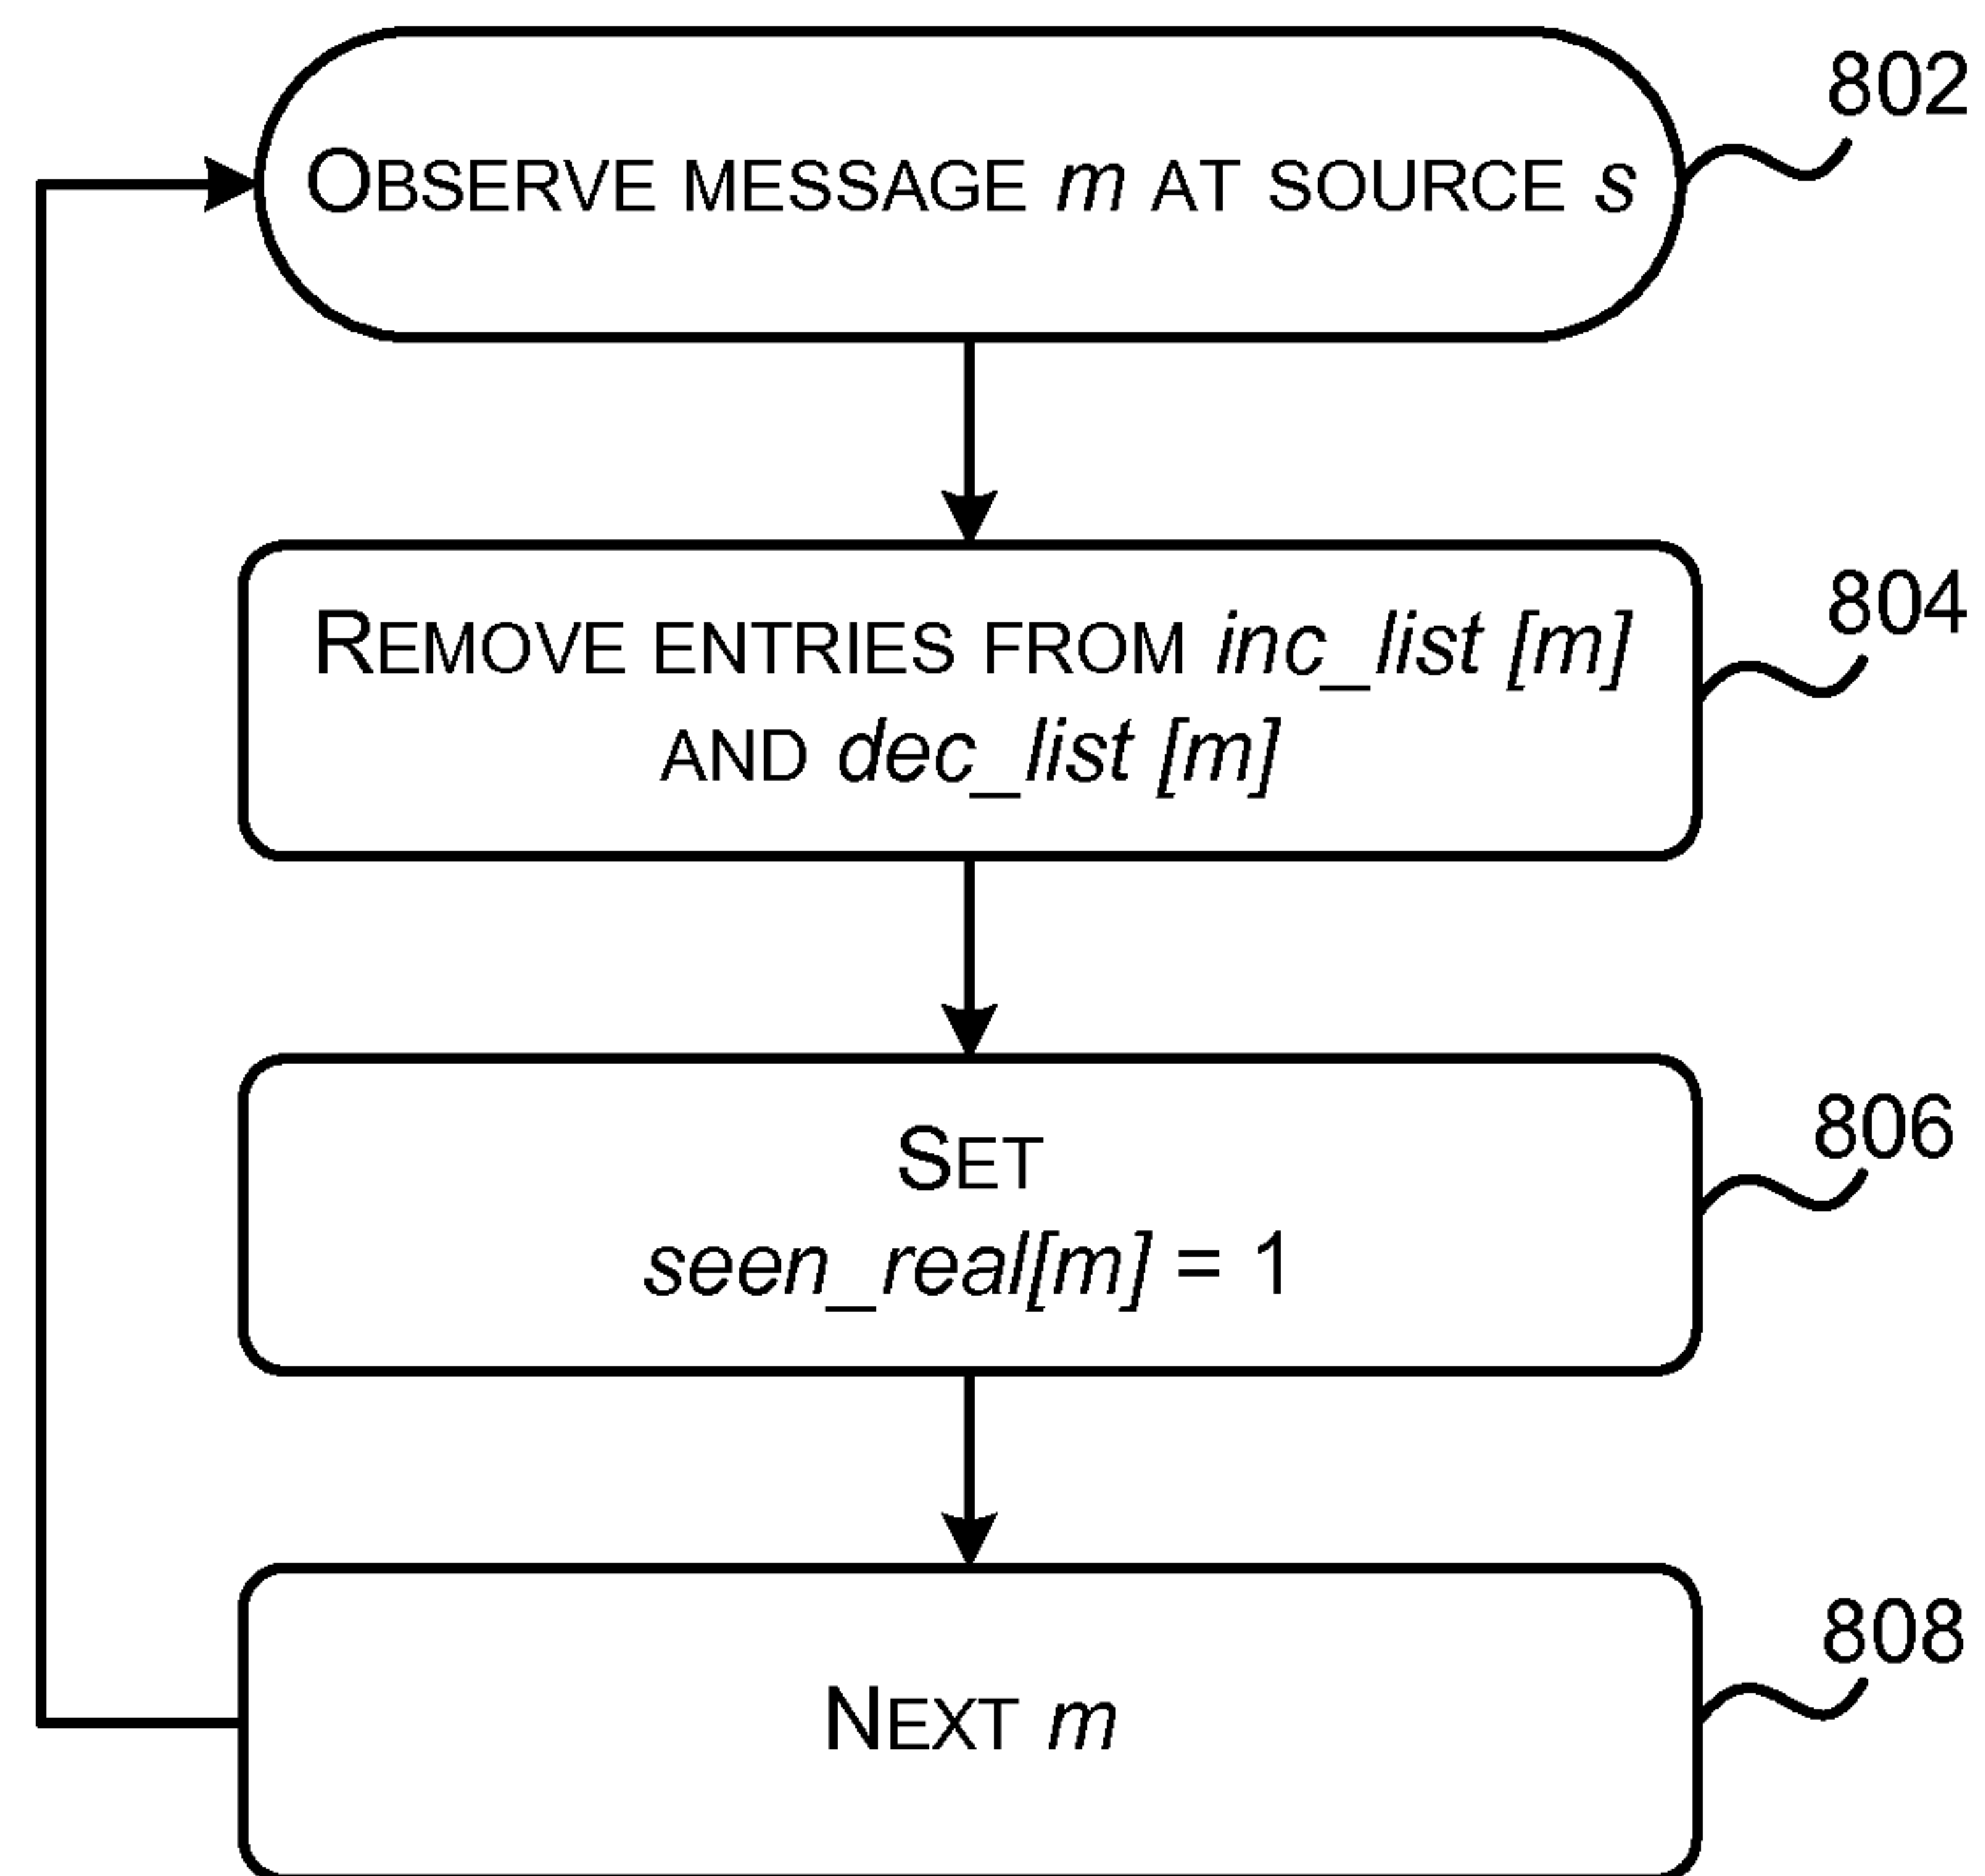 802
OBSERVE MESSAGE m AT SOURCE s
804
REMOVE ENTRIES FROM inc_list [m]
AND dec_list [m]
806
SET
seen_real[m] = 1
808
NEXT m